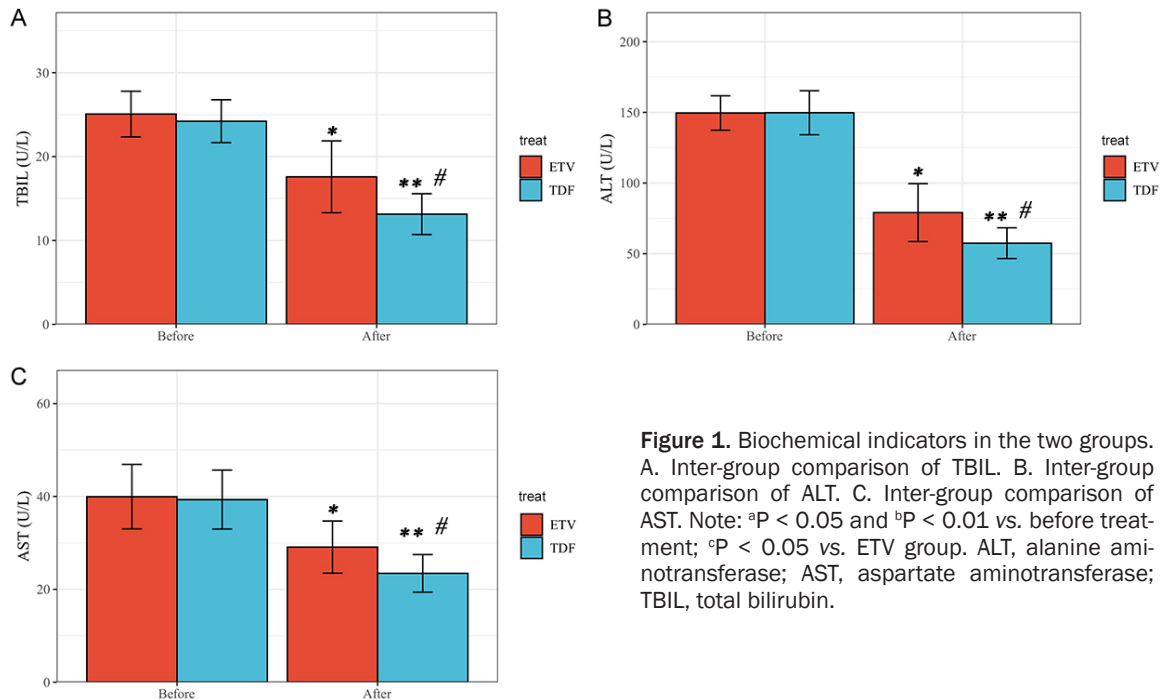 A
TBIL (U/L)
30
20
10
0
*
** #
Before
After
treat
ETV
TDF
B
ALT (U/L)
200
150
100
50
0
*
** #
Before
After
treat
ETV
TDF
C
AST (U/L)
60
40
20
0
*
** #
Before
After
treat
ETV
TDF
Figure 1. Biochemical indicators in the two groups.
A. Inter-group comparison of TBIL. B. Inter-group
comparison of ALT. C. Inter-group comparison of
AST. Note: ᵃP < 0.05 and ᵇP < 0.01 vs. before treat-
ment; ᶜP < 0.05 vs. ETV group. ALT, alanine ami-
notransferase; AST, aspartate aminotransferase;
TBIL, total bilirubin.